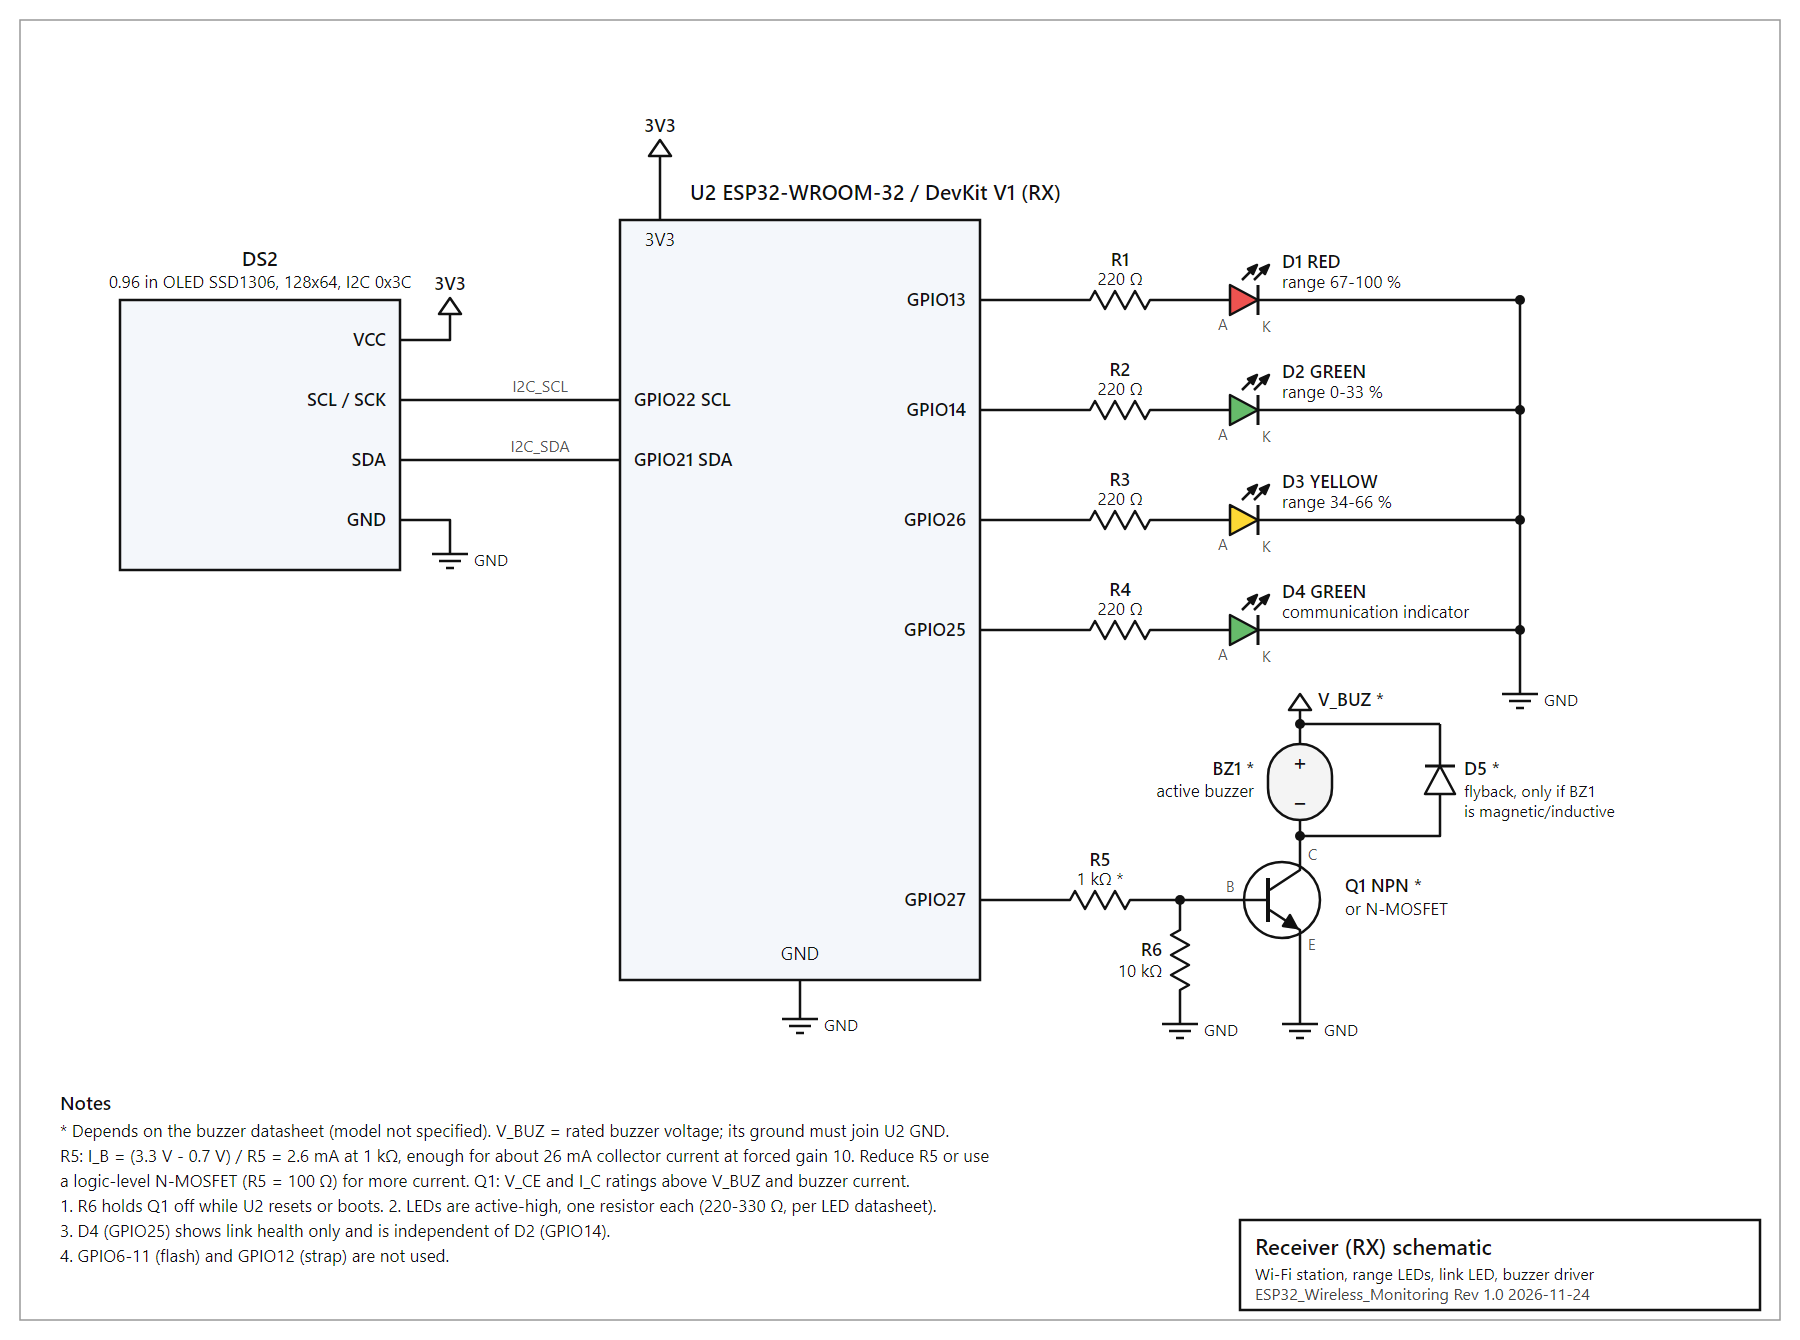 3V3
U2 ESP32-WROOM-32 / DevKit V1 (RX)
3V3
DS2
0.96 in OLED SSD1306, 128x64, I2C 0x3C
3V3
VCC
SCL / SCK
I2C_SCL
GPIO22 SCL
SDA
I2C_SDA
GPIO21 SDA
GND
GND
GPIO13
R1
220 Ω
D1 RED
range 67-100 %
A
K
GPIO14
R2
220 Ω
D2 GREEN
range 0-33 %
A
K
GPIO26
R3
220 Ω
D3 YELLOW
range 34-66 %
A
K
GPIO25
R4
220 Ω
D4 GREEN
communication indicator
A
K
GND
V_BUZ *
BZ1 *
active buzzer
+
−
D5 *
flyback, only if BZ1
is magnetic/inductive
GPIO27
R5
1 kΩ *
B
C
E
Q1 NPN *
or N-MOSFET
R6
10 kΩ
GND
GND
GND
GND
Notes
* Depends on the buzzer datasheet (model not specified). V_BUZ = rated buzzer voltage; its ground must join U2 GND.
R5: I_B = (3.3 V - 0.7 V) / R5 = 2.6 mA at 1 kΩ, enough for about 26 mA collector current at forced gain 10. Reduce R5 or use
a logic-level N-MOSFET (R5 = 100 Ω) for more current. Q1: V_CE and I_C ratings above V_BUZ and buzzer current.
1. R6 holds Q1 off while U2 resets or boots. 2. LEDs are active-high, one resistor each (220-330 Ω, per LED datasheet).
3. D4 (GPIO25) shows link health only and is independent of D2 (GPIO14).
4. GPIO6-11 (flash) and GPIO12 (strap) are not used.
Receiver (RX) schematic
Wi-Fi station, range LEDs, link LED, buzzer driver
ESP32_Wireless_Monitoring Rev 1.0 2026-11-24